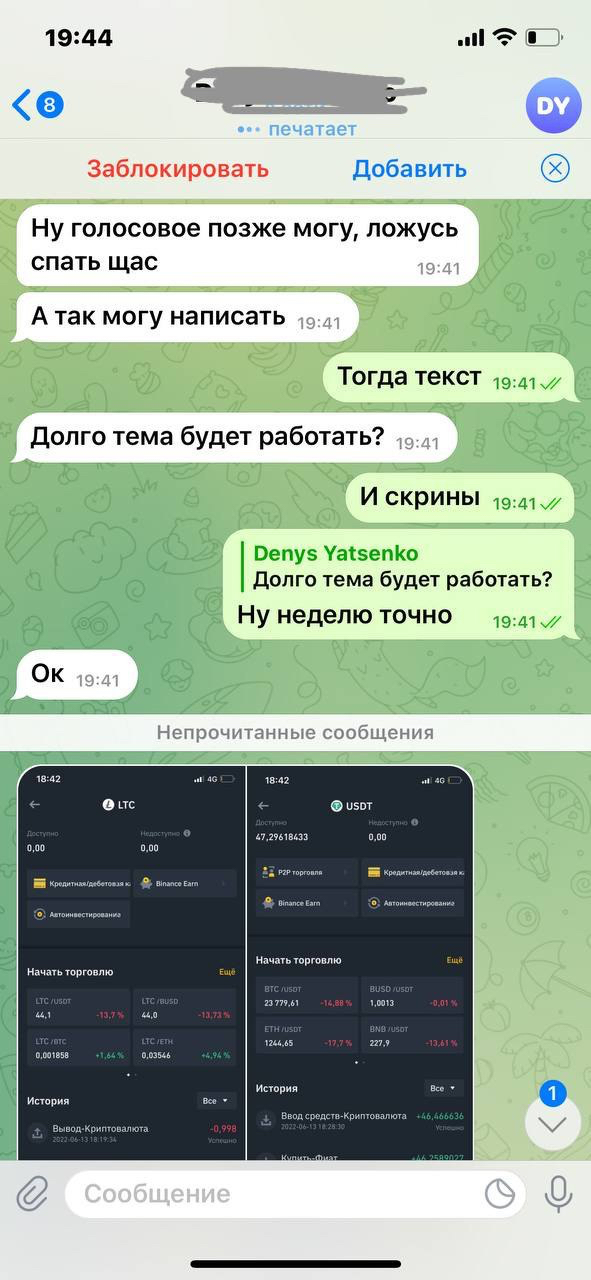 19:44
8
печатает
DY
Заблокировать
Добавить
Ну голосовое позже могу, ложусь
спать щас
19:41
А так могу написать 19:41
Тогда текст 19:41
Долго тема будет работать? 19:41
И скрины 19:41
Denys Yatsenko
Долго тема будет работать?
Ну неделю точно 19:41
Ок 19:41
Непрочитанные сообщения
18:42 4G
LTC
Доступно Недоступно
0,00 0,00
Кредитная/дебетовая к
Binance Earn
Автоинвестирование
Начать торговлю Ещё
LTC /USDT LTC /BUSD
44,1 -13,7 % 44,0 -13,73 %
LTC /BTC LTC /ETH
0,001858 +1,64 % 0,03546 +4,94 %
История Все
Вывод-Криптовалюта -0,998
2022-06-13 18:19:34 Успешно
18:42 4G
USDT
Доступно Недоступно
47,29618433 0,00
P2P торговля
Кредитная/дебетовая к
Binance Earn
Автоинвестирование
Начать торговлю Ещё
BTC /USDT BUSD /USDT
23 779,61 -14,88 % 1,0013 -0,01 %
ETH /USDT BNB /USDT
1244,65 -17,7 % 227,9 -13,61 %
История Все
Ввод средств-Криптовалюта +46,466636
2022-06-13 18:28:30 Успешно
Купить-Фиат +46,2589027
1
Сообщение